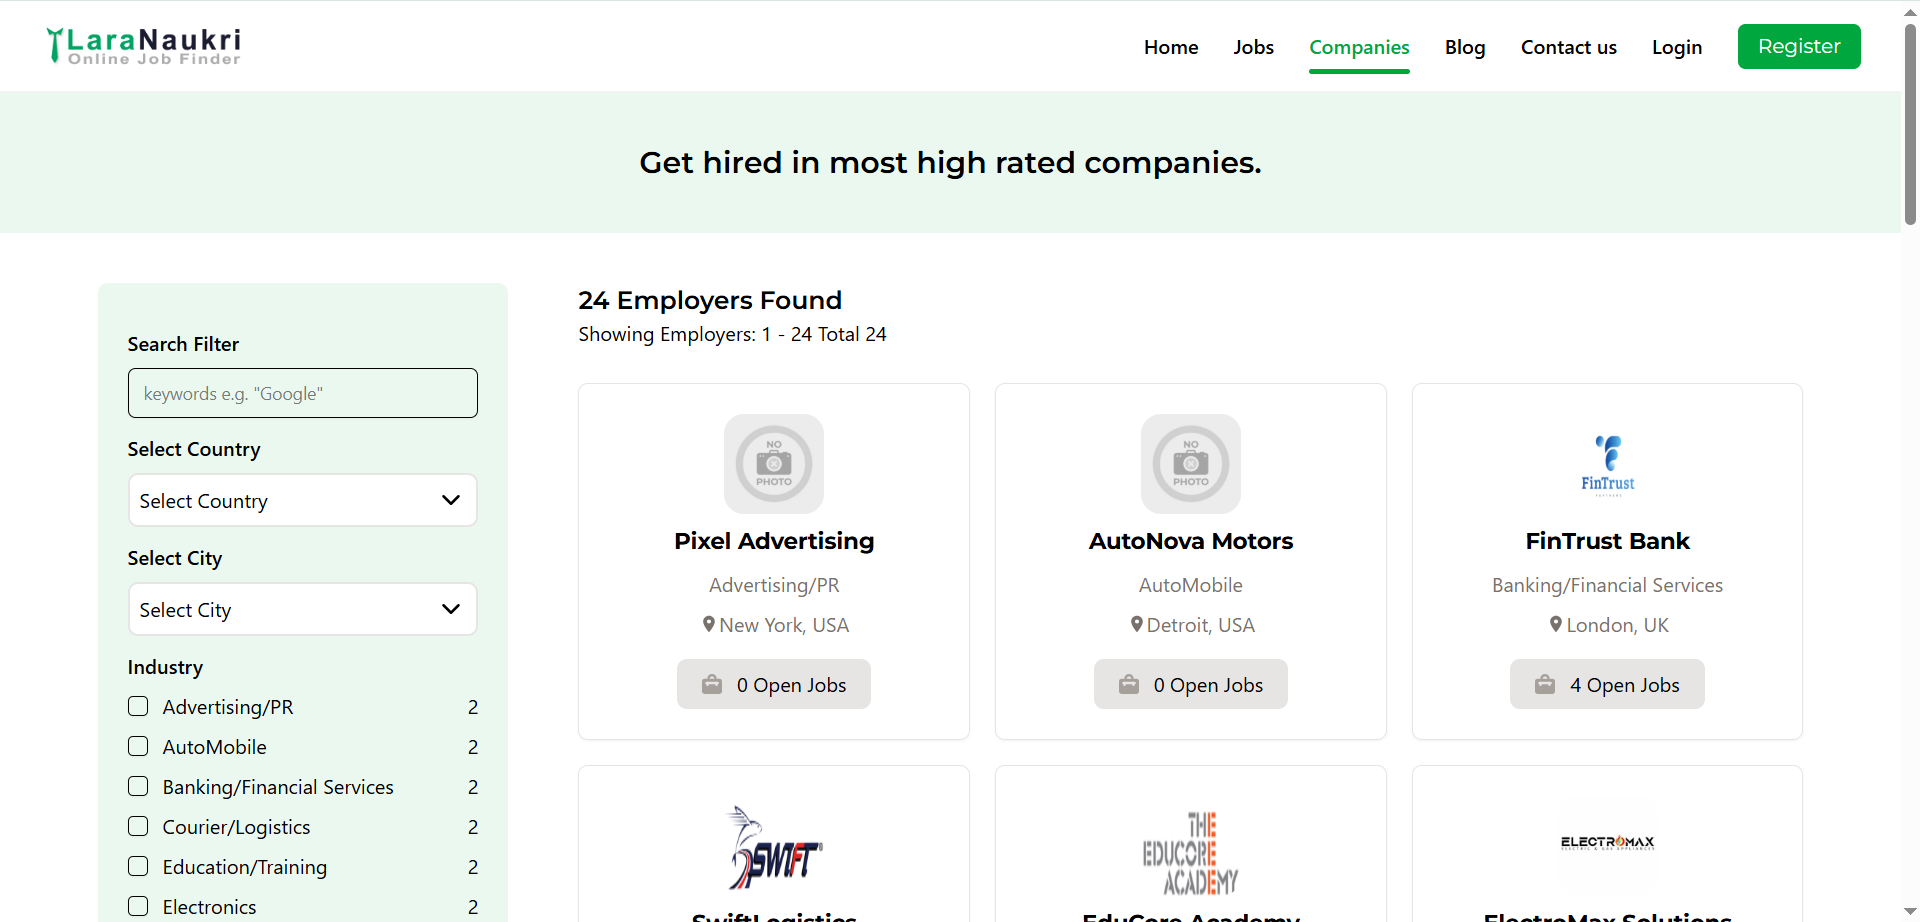 LaraNaukri
Online Job Finder
Home
Jobs
Companies
Blog
Contact us
Login
Register
Get hired in most high rated companies.
Search Filter
keywords e.g. "Google"
Select Country
Select Country
Select City
Select City
Industry
Advertising/PR 2
AutoMobile 2
Banking/Financial Services 2
Courier/Logistics 2
Education/Training 2
Electronics 2
24 Employers Found
Showing Employers: 1 - 24 Total 24
NO
PHOTO
Pixel Advertising
Advertising/PR
New York, USA
0 Open Jobs
NO
PHOTO
AutoNova Motors
AutoMobile
Detroit, USA
0 Open Jobs
FinTrust
FinTrust Bank
Banking/Financial Services
London, UK
4 Open Jobs
SWIFT
SwiftLogistics
THE
EDUCORE
ACADEMY
EduCore Academy
ELECTROMAX
ElectroMax Solutions